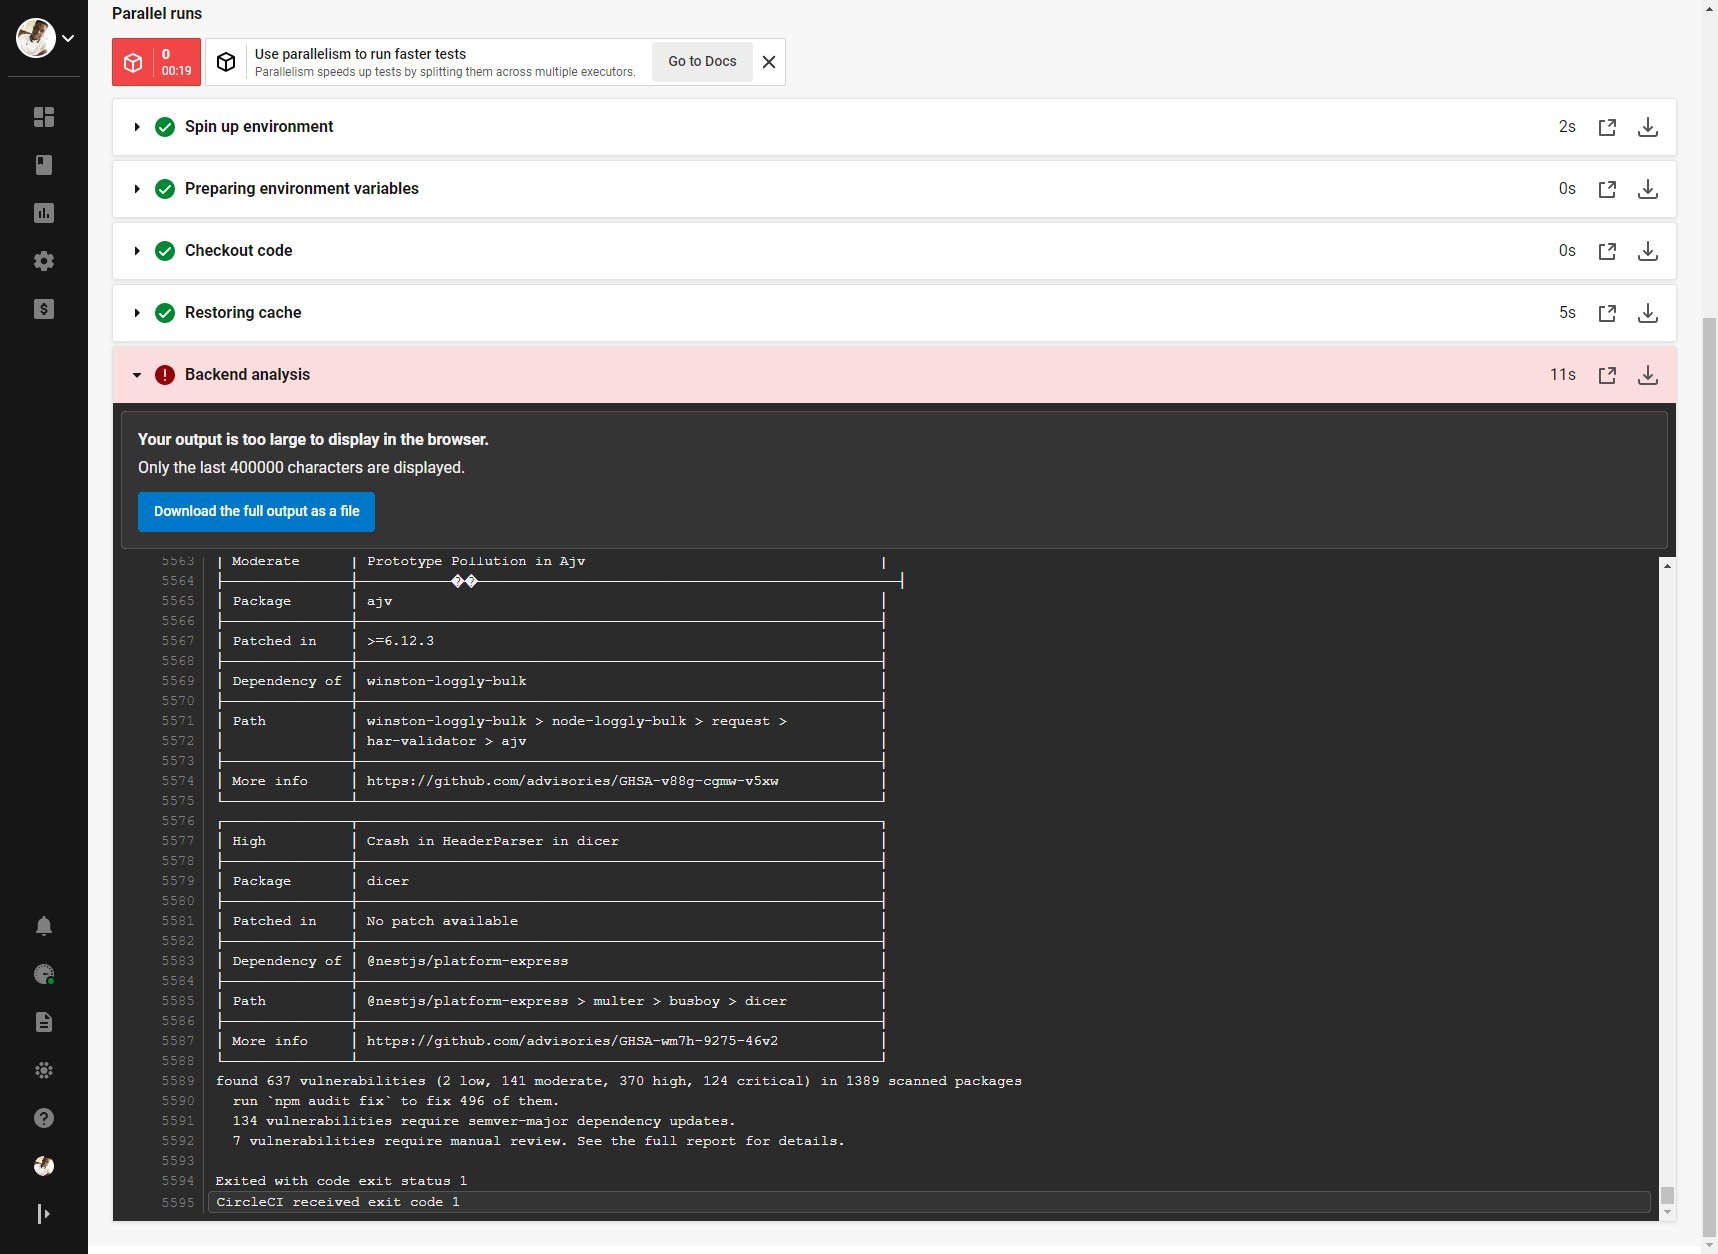 Parallel runs
0
00:19
Use parallelism to run faster tests
Parallelism speeds up tests by splitting them across multiple executors.
Go to Docs
Spin up environment 2s
Preparing environment variables 0s
Checkout code 0s
Restoring cache 5s
Backend analysis 11s
Your output is too large to display in the browser.
Only the last 400000 characters are displayed.
Download the full output as a file
5563 │ Moderate │ Prototype Pollution in Ajv │
5564 ��
5565 │ Package │ ajv │
5566
5567 │ Patched in │ >=6.12.3 │
5568
5569 │ Dependency of │ winston-loggly-bulk │
5570
5571 │ Path │ winston-loggly-bulk > node-loggly-bulk > request > │
5572 │ │ har-validator > ajv │
5573
5574 │ More info │ https://github.com/advisories/GHSA-v88g-cgmw-v5xw │
5575
5576
5577 │ High │ Crash in HeaderParser in dicer │
5578
5579 │ Package │ dicer │
5580
5581 │ Patched in │ No patch available │
5582
5583 │ Dependency of │ @nestjs/platform-express │
5584
5585 │ Path │ @nestjs/platform-express > multer > busboy > dicer │
5586
5587 │ More info │ https://github.com/advisories/GHSA-wm7h-9275-46v2 │
5588
5589 found 637 vulnerabilities (2 low, 141 moderate, 370 high, 124 critical) in 1389 scanned packages
5590 run `npm audit fix` to fix 496 of them.
5591 134 vulnerabilities require semver-major dependency updates.
5592 7 vulnerabilities require manual review. See the full report for details.
5593
5594 Exited with code exit status 1
5595 CircleCI received exit code 1